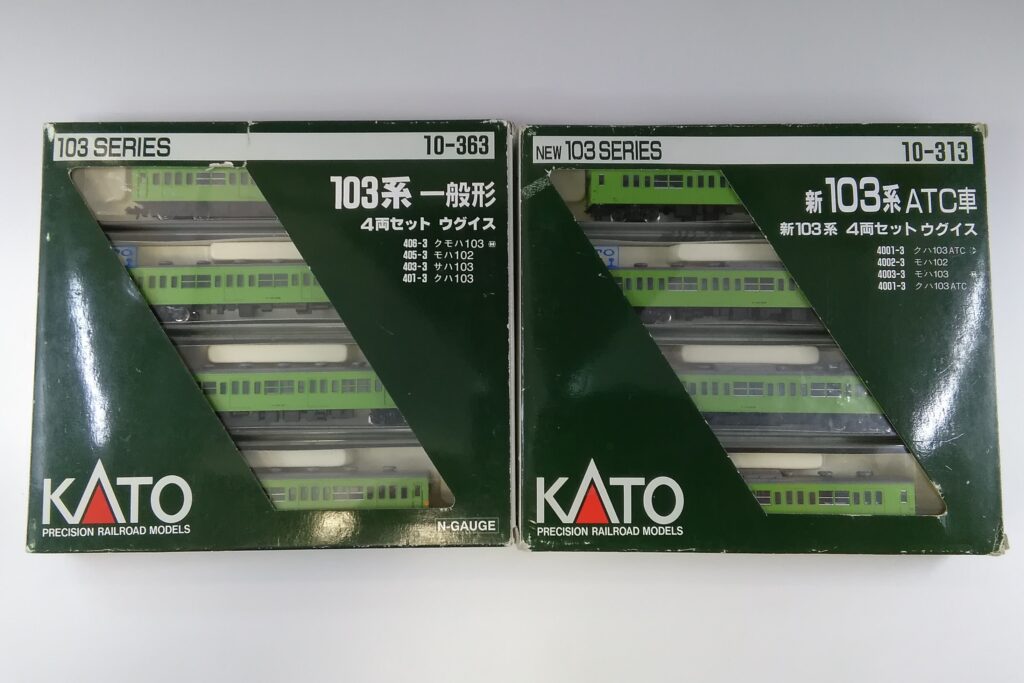 103 SERIES
10-363
103系 一般形
4両セット ウグイス
406-3 クモハ103 M
405-3 モハ102
403-3 サハ103
401-3 クハ103
KATO
PRECISION RAILROAD MODELS
N-GAUGE
NEW 103 SERIES
10-313
新103系ATC車
新103系 4両セット ウグイス
4001-3 クハ103 ATC
4002-3 モハ102
4003-3 モハ103
4001-3 クハ103 ATC
KATO
PRECISION RAILROAD MODELS